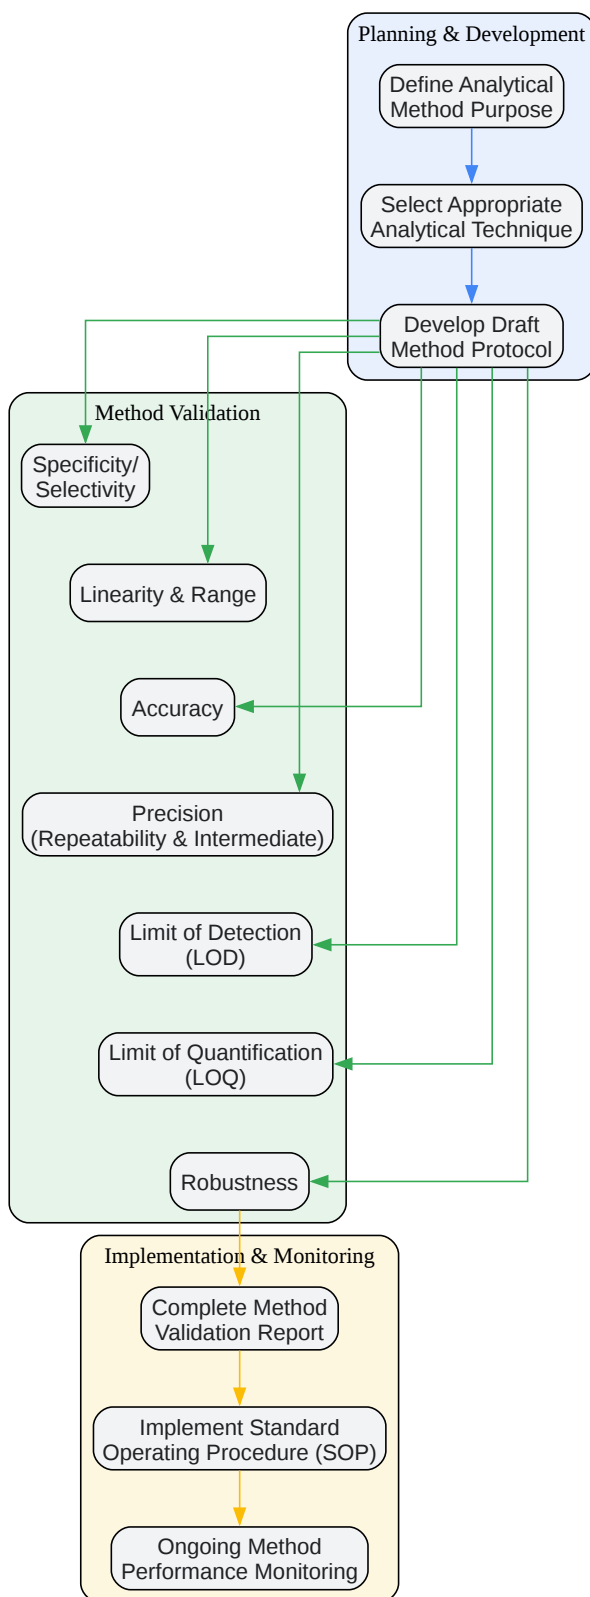 Planning & Development
Define Analytical
Method Purpose
Select Appropriate
Analytical Technique
Develop Draft
Method Protocol
Method Validation
Specificity/
Selectivity
Linearity & Range
Accuracy
Precision
(Repeatability & Intermediate)
Limit of Detection
(LOD)
Limit of Quantification
(LOQ)
Robustness
Implementation & Monitoring
Complete Method
Validation Report
Implement Standard
Operating Procedure (SOP)
Ongoing Method
Performance Monitoring